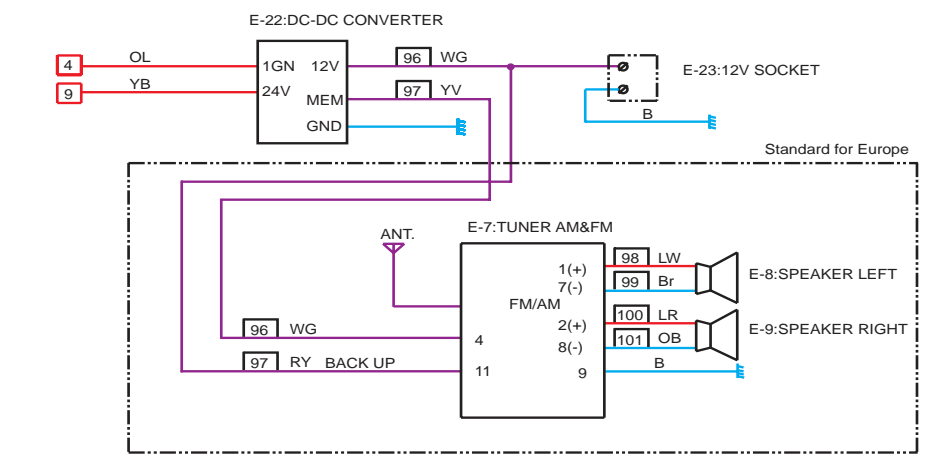 E-22:DC-DC CONVERTER
4 OL 1GN 12V 96 WG
E-23:12V SOCKET
9 YB 24V MEM 97 YV
GND
B
Standard for Europe
ANT.
E-7:TUNER AM&FM
1(+) 98 LW
7(-) 99 Br
E-8:SPEAKER LEFT
FM/AM
2(+) 100 LR
E-9:SPEAKER RIGHT
96 WG 4 8(-) 101 OB
97 RY BACK UP 11 9 B